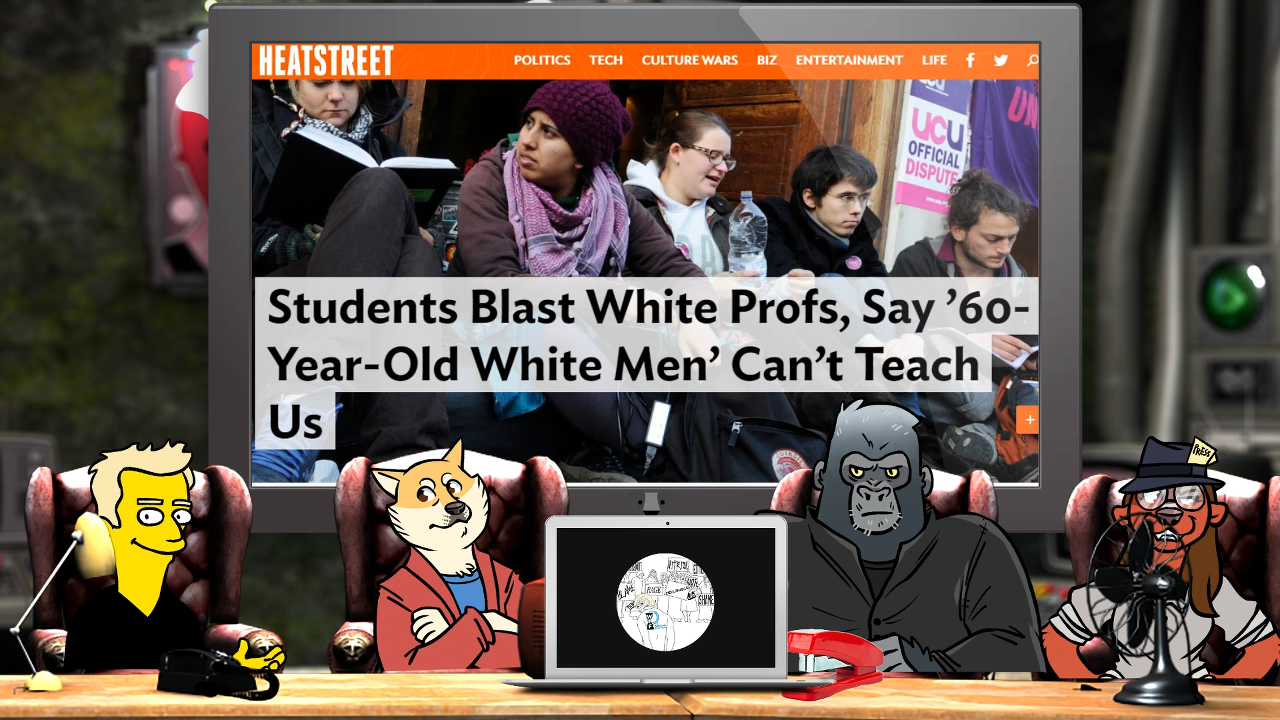 HEATSTREET
POLITICS TECH CULTURE WARS BIZ ENTERTAINMENT LIFE
UCU
OFFICIAL
DISPUTE
UN
Students Blast White Profs, Say ’60-
Year-Old White Men’ Can’t Teach
Us
PRESS